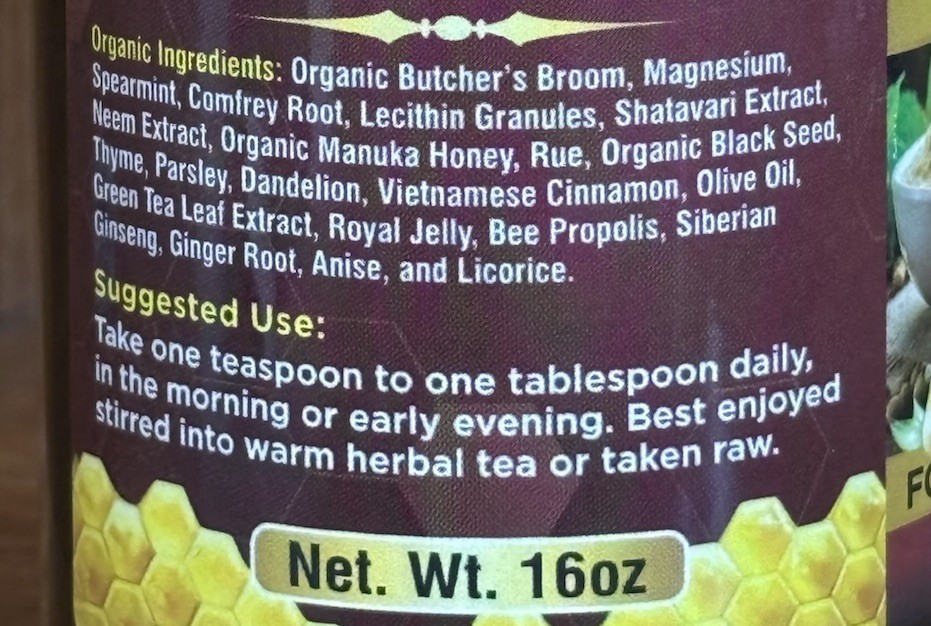 Organic Ingredients: Organic Butcher's Broom, Magnesium,
Spearmint, Comfrey Root, Lecithin Granules, Shatavari Extract,
Neem Extract, Organic Manuka Honey, Rue, Organic Black Seed,
Thyme, Parsley, Dandelion, Vietnamese Cinnamon, Olive Oil,
Green Tea Leaf Extract, Royal Jelly, Bee Propolis, Siberian
Ginseng, Ginger Root, Anise, and Licorice.
Suggested Use:
Take one teaspoon to one tablespoon daily,
in the morning or early evening. Best enjoyed
stirred into warm herbal tea or taken raw.
Net. Wt. 16oz